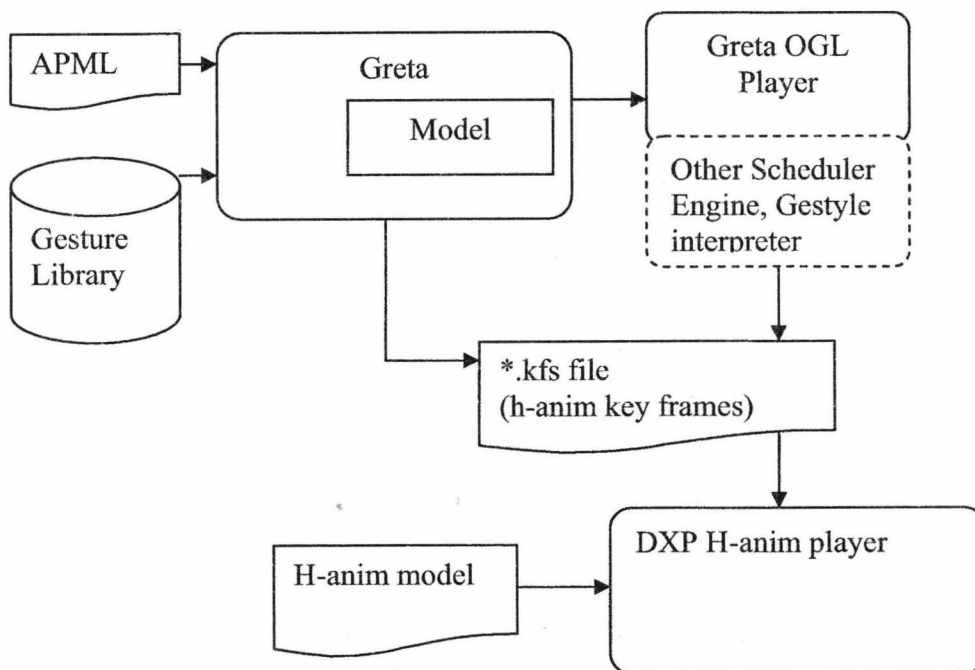 APML
Greta
Model
Greta OGL
Player
Other Scheduler
Engine, Gestyle
interpreter
Gesture
Library
*.kfs file
(h-anim key frames)
DXP H-anim player
H-anim model